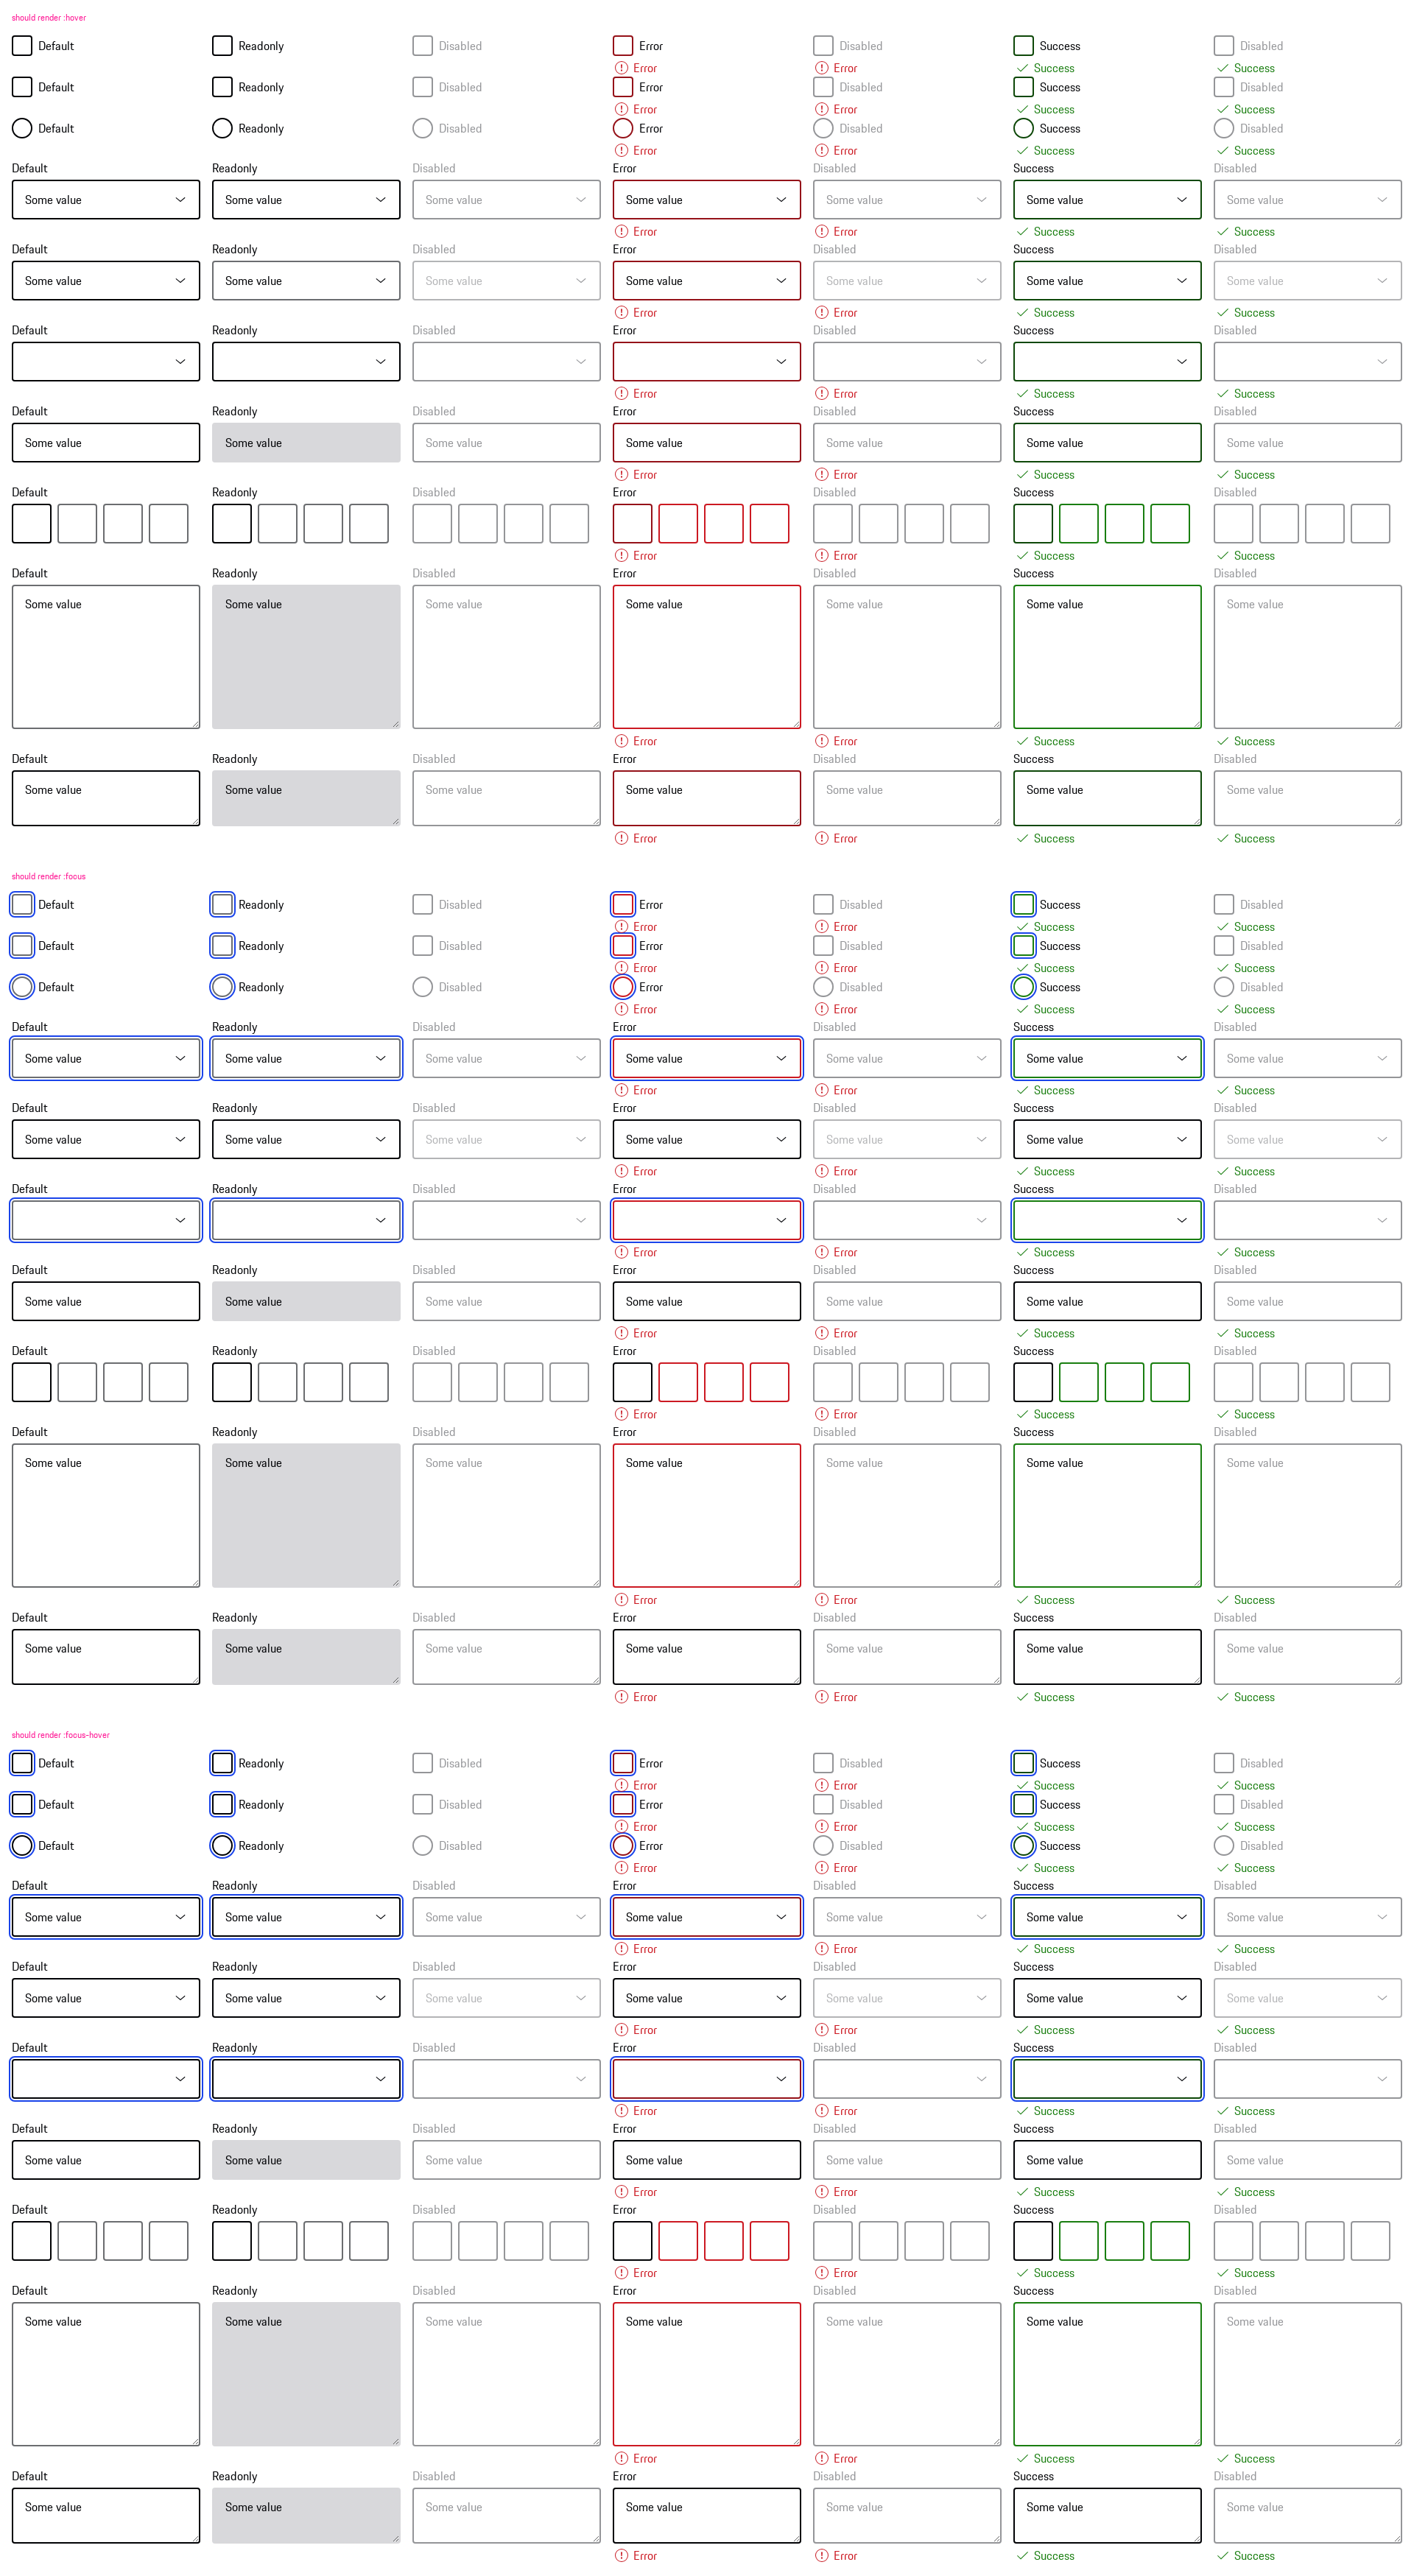 should render :hover
Default Readonly Disabled Error Disabled Success Disabled
Error Error Success Success
Default Readonly Disabled Error Disabled Success Disabled
Error Error Success Success
Default Readonly Disabled Error Disabled Success Disabled
Error Error Success Success
Default Readonly Disabled Error Disabled Success Disabled
Some value Some value Some value Some value Some value Some value Some value
Error Error Success Success
Default Readonly Disabled Error Disabled Success Disabled
Some value Some value Some value Some value Some value Some value Some value
Error Error Success Success
Default Readonly Disabled Error Disabled Success Disabled
Error Error Success Success
Default Readonly Disabled Error Disabled Success Disabled
Some value Some value Some value Some value Some value Some value Some value
Error Error Success Success
Default Readonly Disabled Error Disabled Success Disabled
Error Error Success Success
Default Readonly Disabled Error Disabled Success Disabled
Some value Some value Some value Some value Some value Some value Some value
Error Error Success Success
Default Readonly Disabled Error Disabled Success Disabled
Some value Some value Some value Some value Some value Some value Some value
Error Error Success Success
should render :focus
Default Readonly Disabled Error Disabled Success Disabled
Error Error Success Success
Default Readonly Disabled Error Disabled Success Disabled
Error Error Success Success
Default Readonly Disabled Error Disabled Success Disabled
Error Error Success Success
Default Readonly Disabled Error Disabled Success Disabled
Some value Some value Some value Some value Some value Some value Some value
Error Error Success Success
Default Readonly Disabled Error Disabled Success Disabled
Some value Some value Some value Some value Some value Some value Some value
Error Error Success Success
Default Readonly Disabled Error Disabled Success Disabled
Error Error Success Success
Default Readonly Disabled Error Disabled Success Disabled
Some value Some value Some value Some value Some value Some value Some value
Error Error Success Success
Default Readonly Disabled Error Disabled Success Disabled
Error Error Success Success
Default Readonly Disabled Error Disabled Success Disabled
Some value Some value Some value Some value Some value Some value Some value
Error Error Success Success
Default Readonly Disabled Error Disabled Success Disabled
Some value Some value Some value Some value Some value Some value Some value
Error Error Success Success
should render :focus-hover
Default Readonly Disabled Error Disabled Success Disabled
Error Error Success Success
Default Readonly Disabled Error Disabled Success Disabled
Error Error Success Success
Default Readonly Disabled Error Disabled Success Disabled
Error Error Success Success
Default Readonly Disabled Error Disabled Success Disabled
Some value Some value Some value Some value Some value Some value Some value
Error Error Success Success
Default Readonly Disabled Error Disabled Success Disabled
Some value Some value Some value Some value Some value Some value Some value
Error Error Success Success
Default Readonly Disabled Error Disabled Success Disabled
Error Error Success Success
Default Readonly Disabled Error Disabled Success Disabled
Some value Some value Some value Some value Some value Some value Some value
Error Error Success Success
Default Readonly Disabled Error Disabled Success Disabled
Error Error Success Success
Default Readonly Disabled Error Disabled Success Disabled
Some value Some value Some value Some value Some value Some value Some value
Error Error Success Success
Default Readonly Disabled Error Disabled Success Disabled
Some value Some value Some value Some value Some value Some value Some value
Error Error Success Success